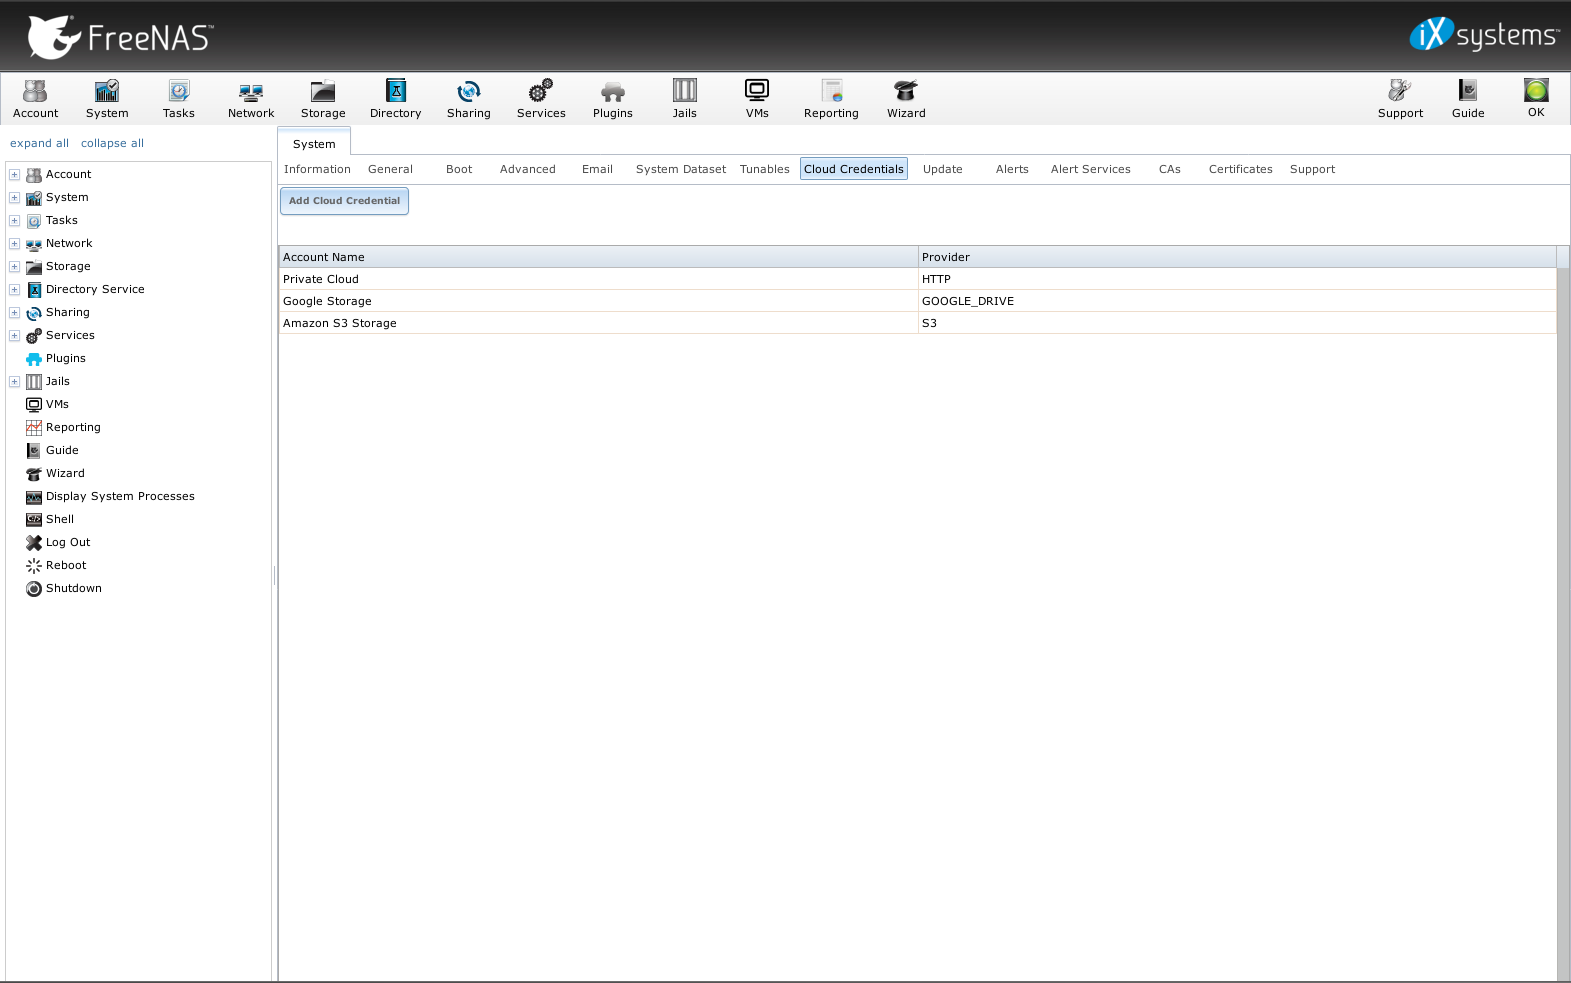 FreeNAS™
iXsystems™
Account System Tasks Network Storage Directory Sharing Services Plugins Jails VMs Reporting Wizard Support Guide OK
expand all collapse all
System
Information General Boot Advanced Email System Dataset Tunables Cloud Credentials Update Alerts Alert Services CAs Certificates Support
Add Cloud Credential
Account Name Provider
Private Cloud HTTP
Google Storage GOOGLE_DRIVE
Amazon S3 Storage S3
Account
System
Tasks
Network
Storage
Directory Service
Sharing
Services
Plugins
Jails
VMs
Reporting
Guide
Wizard
Display System Processes
Shell
Log Out
Reboot
Shutdown